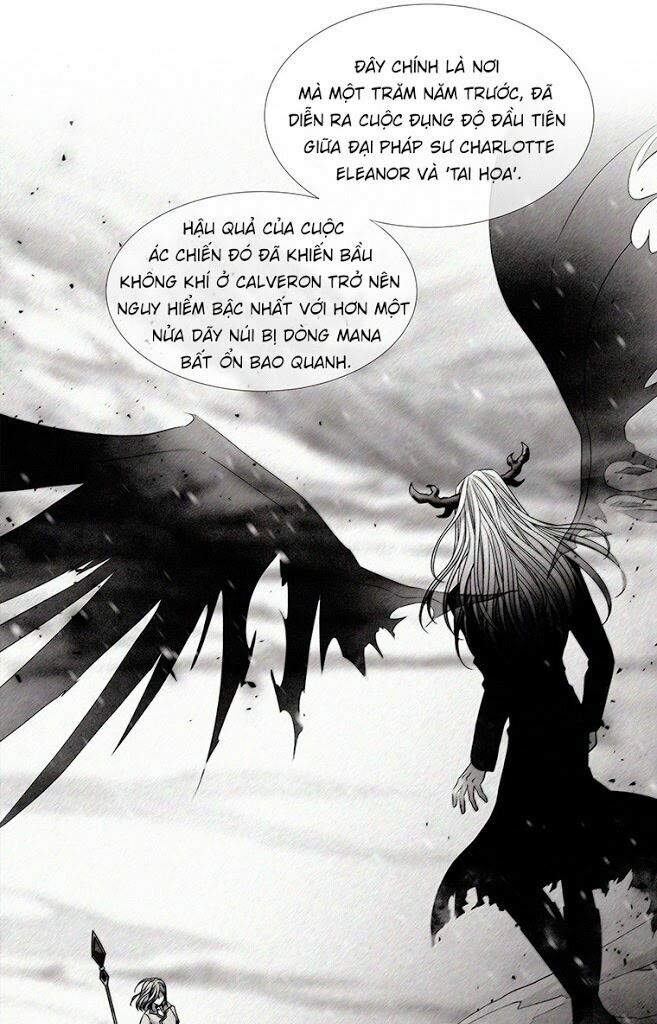 ĐÂY CHÍNH LÀ NƠI
MÀ MỘT TRĂM NĂM TRƯỚC, ĐÃ
DIỄN RA CUỘC ĐỤNG ĐỘ ĐẦU TIÊN
GIỮA ĐẠI PHÁP SƯ CHARLOTTE
ELEANOR VÀ 'TAI HỌA'.
HẬU QUẢ CỦA CUỘC
ÁC CHIẾN ĐÓ ĐÃ KHIẾN BẦU
KHÔNG KHÍ Ở CALVERON TRỞ NÊN
NGUY HIỂM BẬC NHẤT VỚI HƠN MỘT
NỬA DÃY NÚI BỊ DÒNG MANA
BẤT ỔN BAO QUANH.